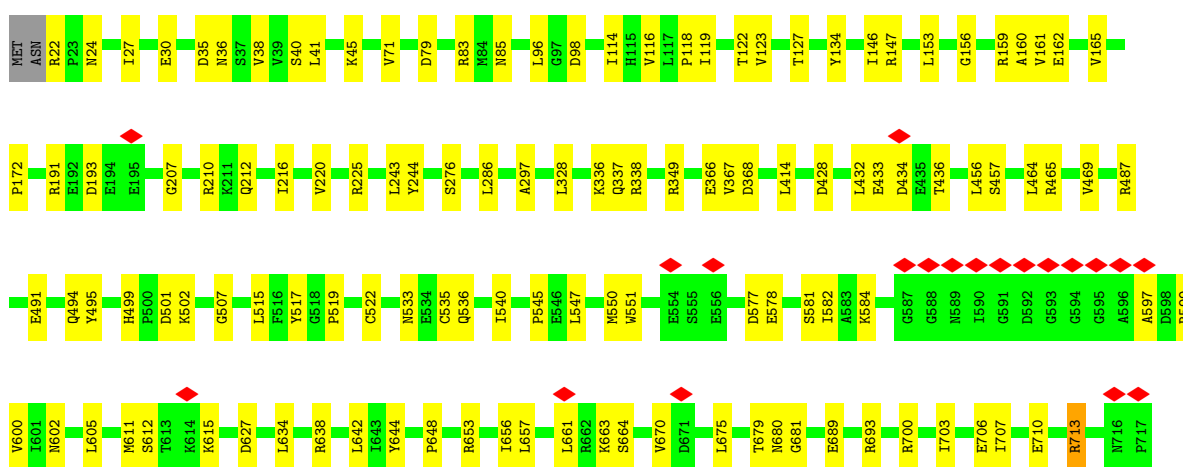 MET ASN R22 P23 N24 I27 E30 D35 N36 S37 V38 V39 S40 L41 K45 V71 D79 R83 M84 N85 L96 G97 D98 I114 H115 V116 L117 P118 I119 T122 V123 T127 Y134 I146 R147 L153 G156 R159 A160 V161 E162 V165
P172 R191 E192 D193 E194 E195 G207 R210 K211 Q212 I216 V220 R225 L243 Y244 S276 L286 A297 L328 K336 Q337 R338 R349 E366 V367 D368 L414 D428 L432 E433 D434 E435 T436 L456 S457 L464 R465 V469 R487
E491 Q494 Y495 H499 P500 D501 K502 G507 L515 F516 Y517 G518 P519 C522 N533 E534 C535 Q536 I540 P545 E546 L547 M550 W551 E554 S555 E556 D577 E578 S581 I582 A583 K584 G587 G588 N589 I590 G591 D592 G593 G594 G595 A596 A597 D598
V600 I601 N602 L605 M611 S612 T613 K614 K615 D627 L634 R638 L642 I643 Y644 P648 R653 I656 L657 L661 R662 K663 S664 V670 D671 L675 T679 N680 G681 E689 R693 R700 I703 E706 I707 E710 R713 N716 P717